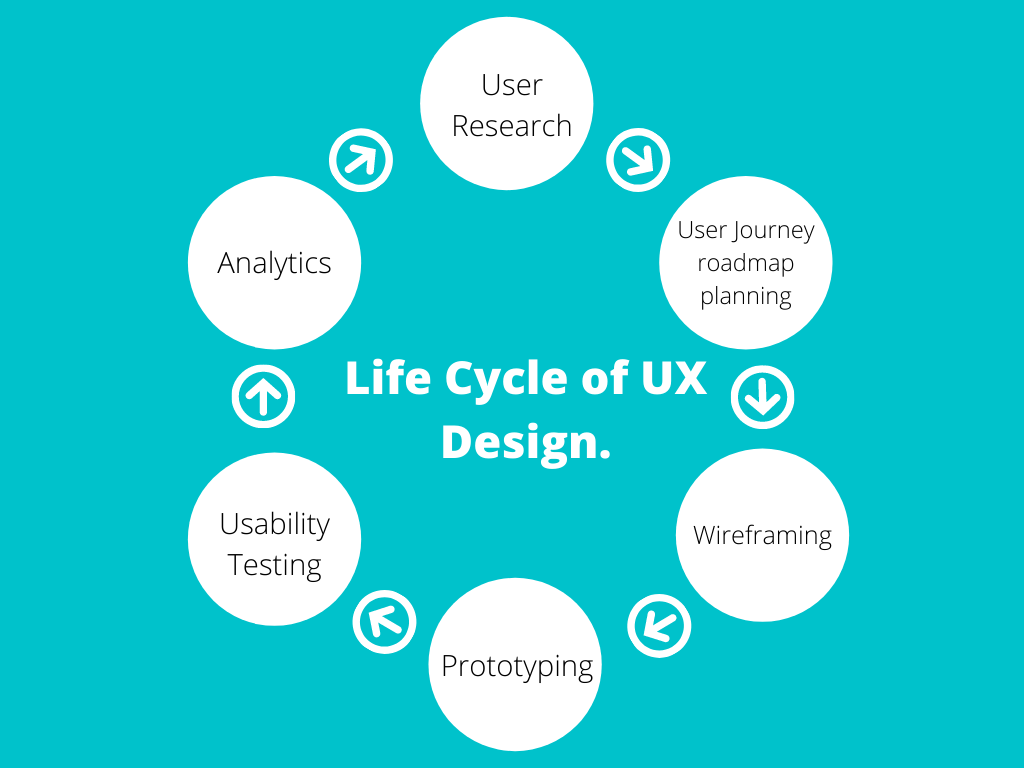 User
Research
User Journey
roadmap
planning
Wireframing
Prototyping
Usability
Testing
Analytics
Life Cycle of UX
Design.